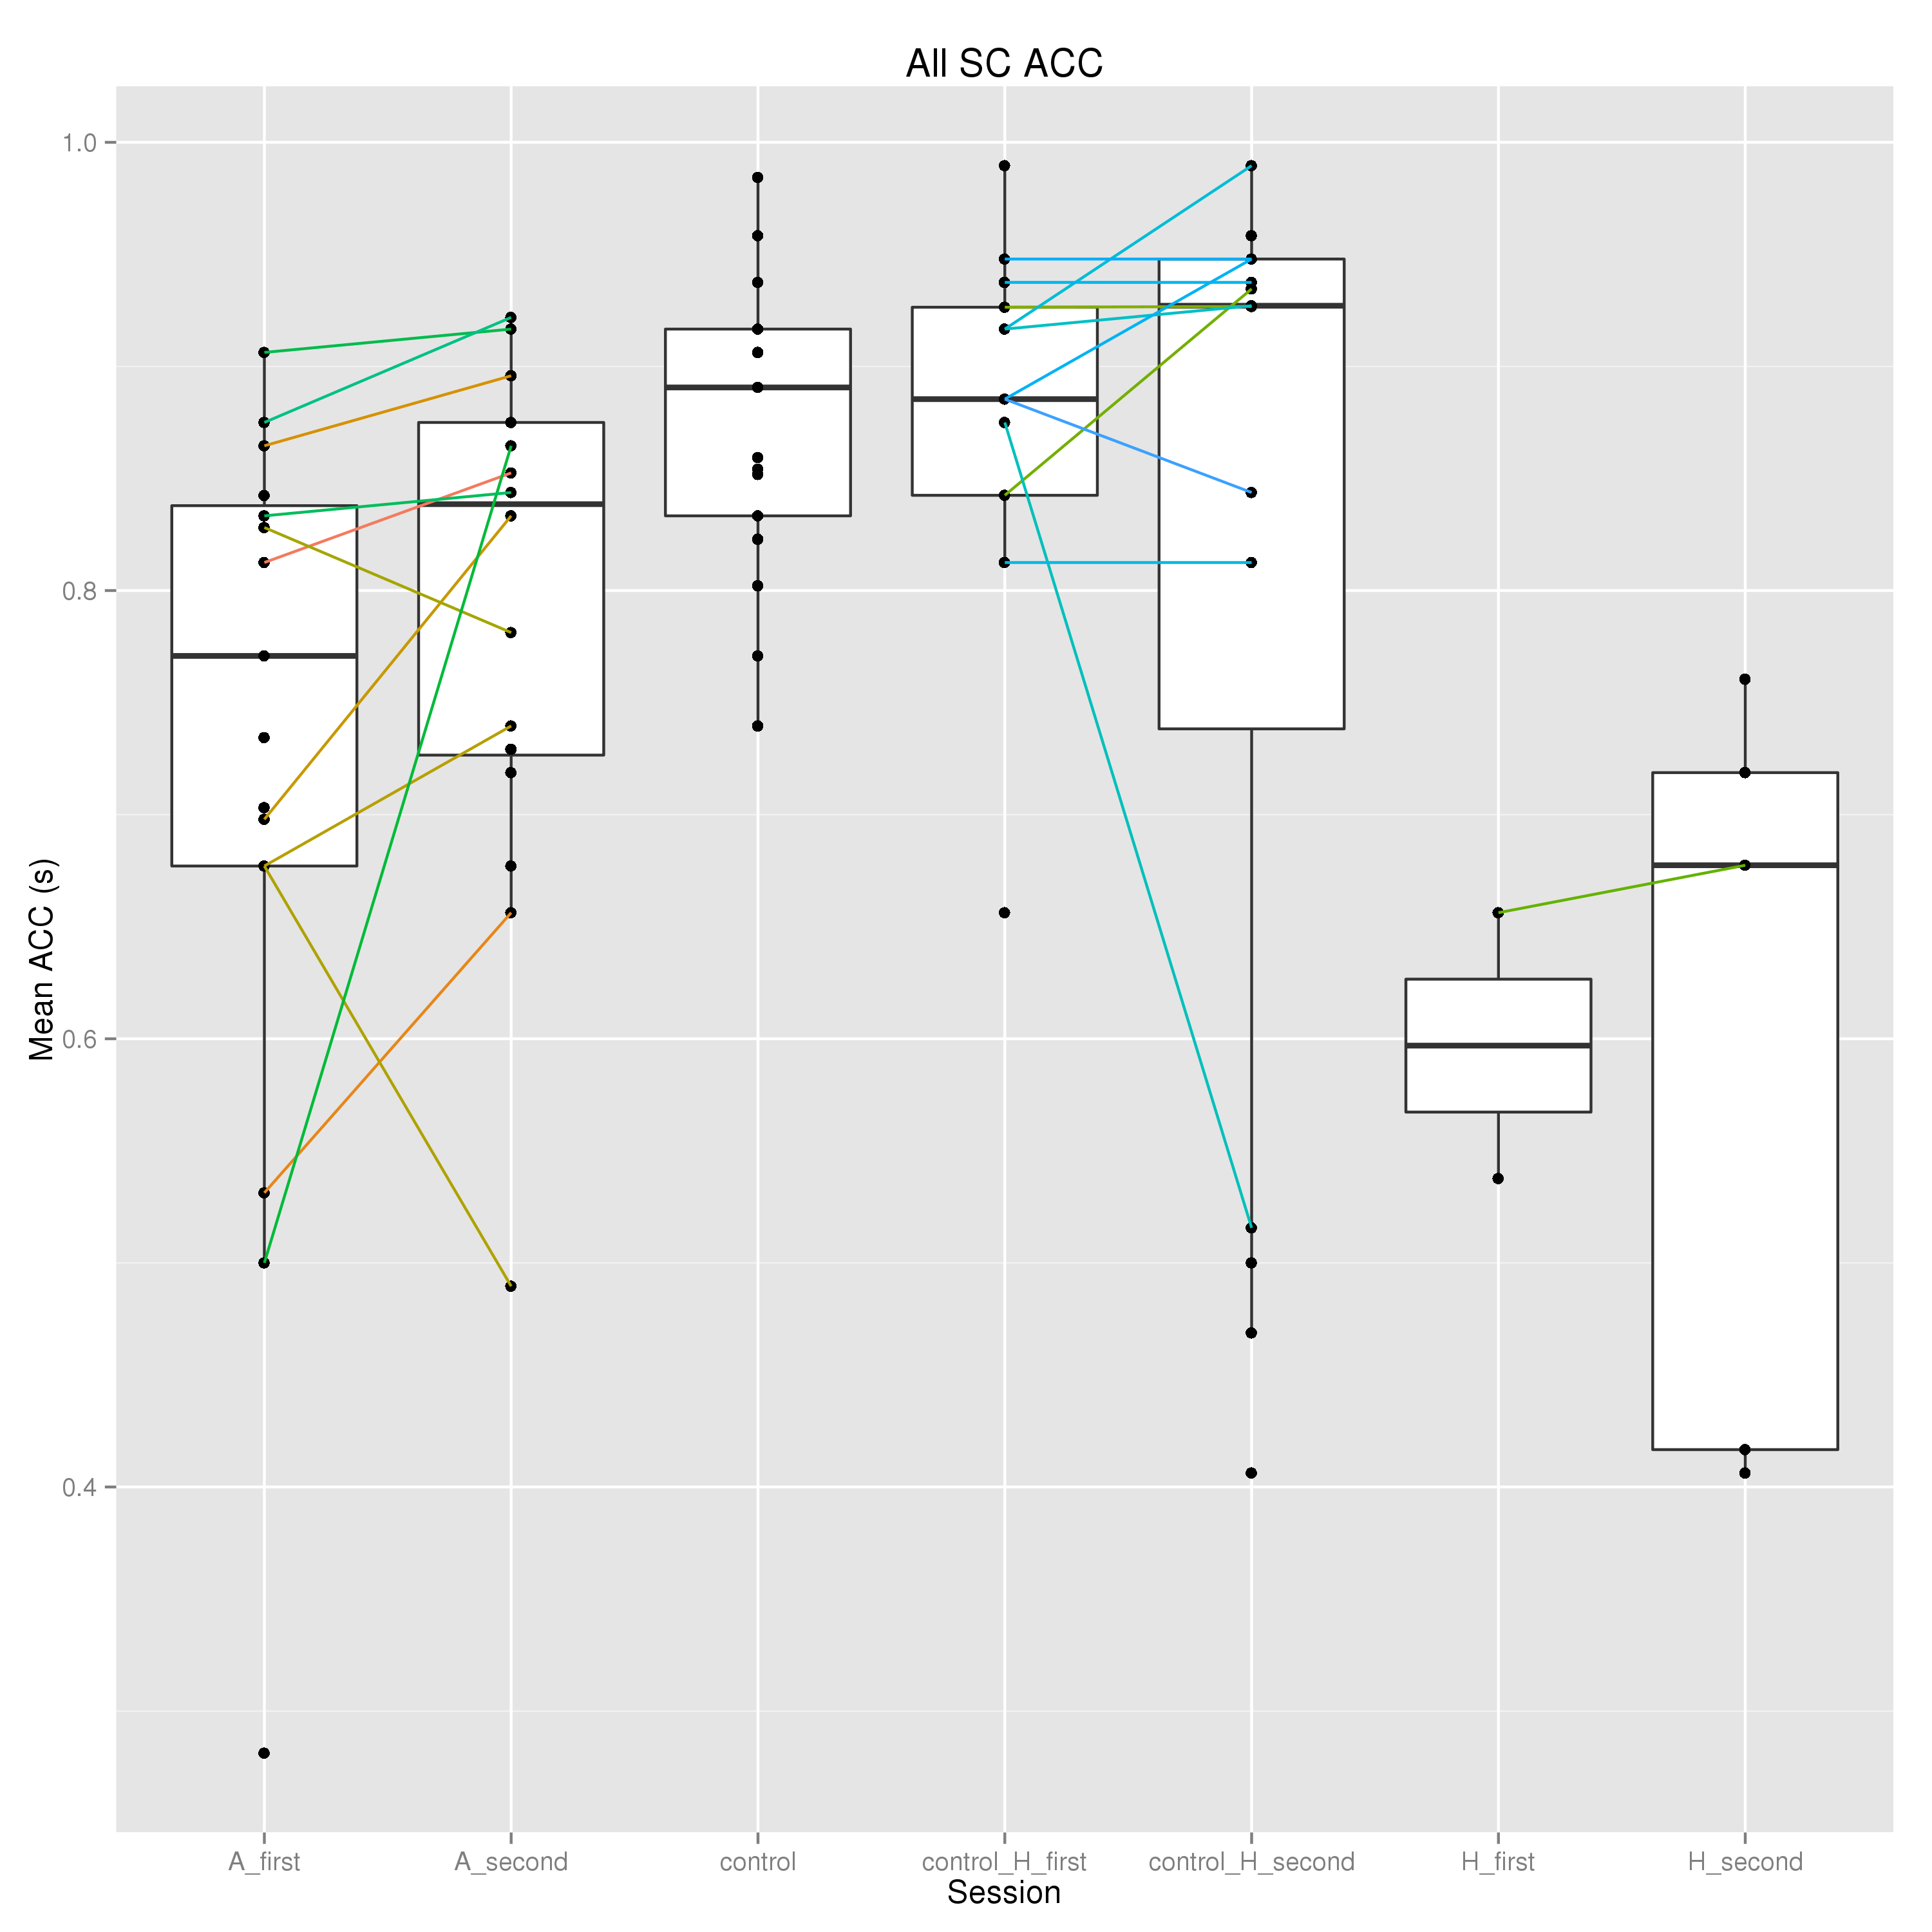 All SC ACC
Mean ACC (s)
1.0
0.8
0.6
0.4
A_first
A_second
control
control_H_first
control_H_second
H_first
H_second
Session